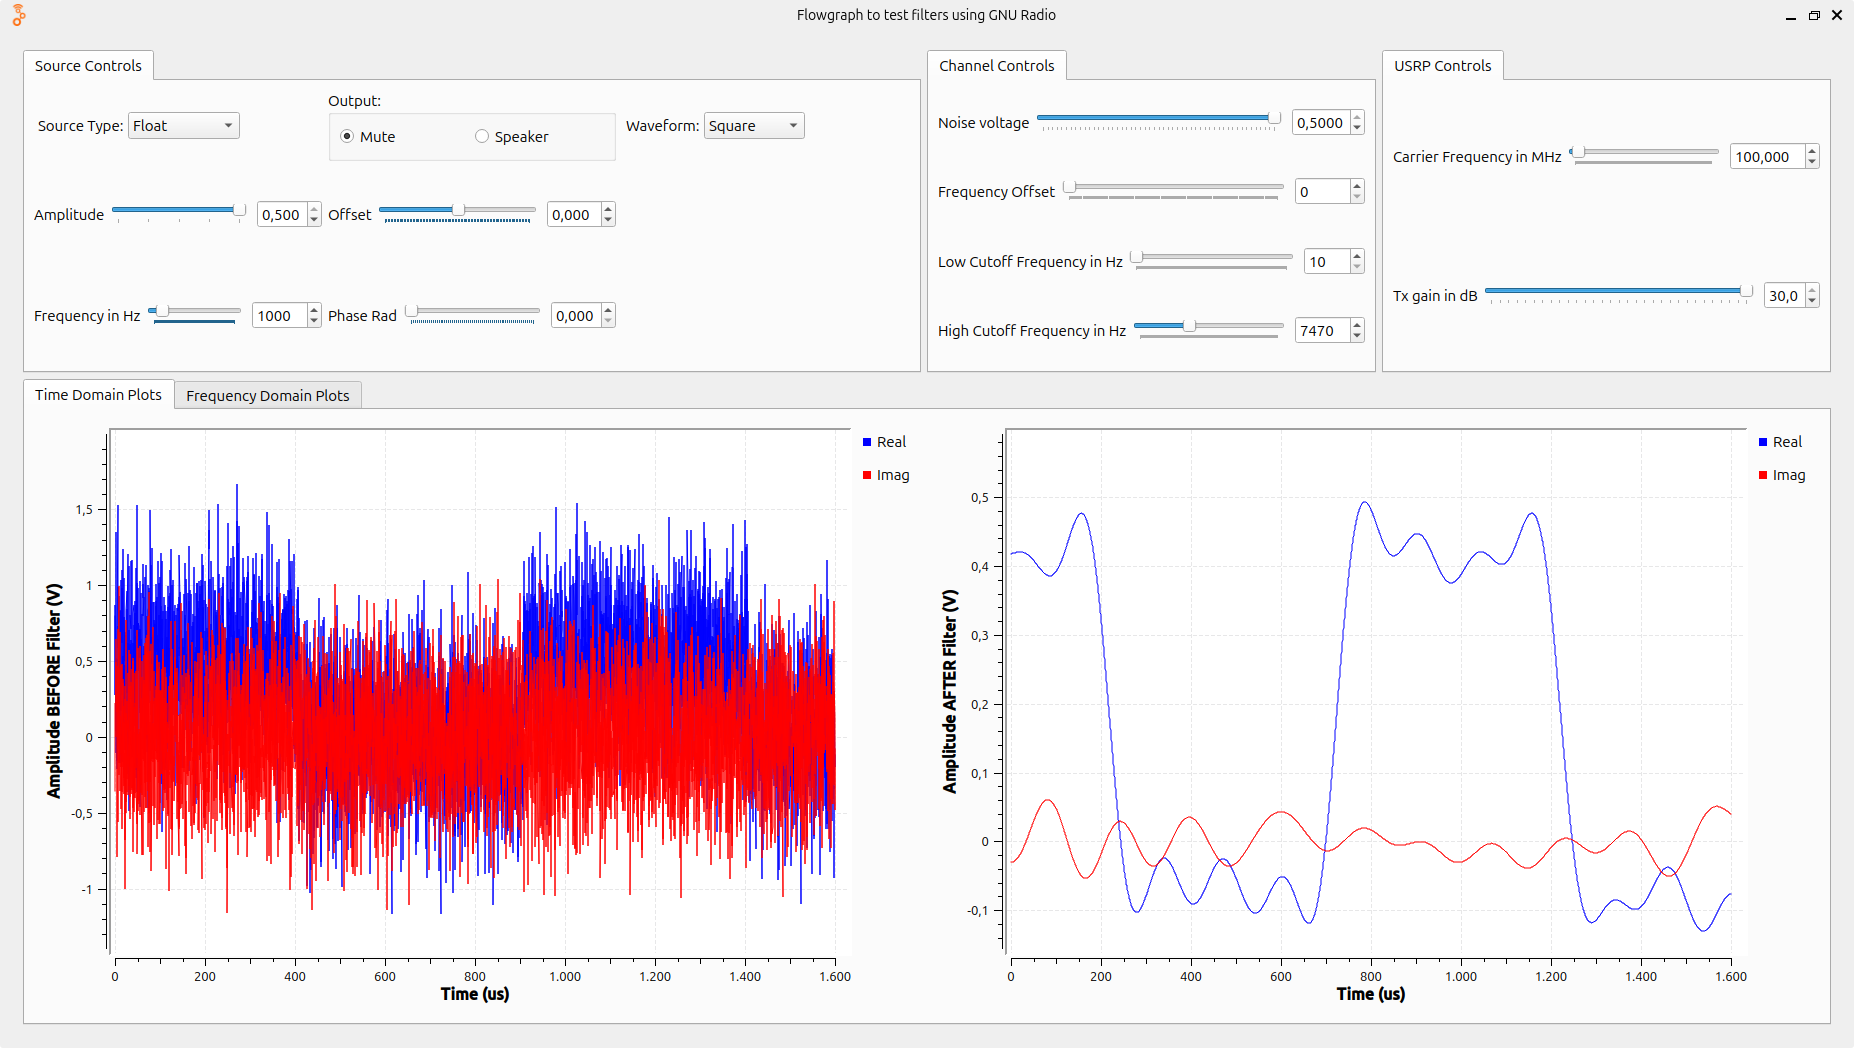 Flowgraph to test filters using GNU Radio
Source Controls
Source Type: Float
Output:
Mute
Speaker
Waveform: Square
Amplitude 0,500
Offset 0,000
Frequency in Hz 1000
Phase Rad 0,000
Channel Controls
Noise voltage 0,5000
Frequency Offset 0
Low Cutoff Frequency in Hz 10
High Cutoff Frequency in Hz 7470
USRP Controls
Carrier Frequency in MHz 100,000
Tx gain in dB 30,0
Time Domain Plots
Frequency Domain Plots
Amplitude BEFORE Filter (V)
1,5
1
0,5
0
-0,5
-1
0 200 400 600 800 1.000 1.200 1.400 1.600
Time (us)
Real
Imag
Amplitude AFTER Filter (V)
0,5
0,4
0,3
0,2
0,1
0
-0,1
0 200 400 600 800 1.000 1.200 1.400 1.600
Time (us)
Real
Imag